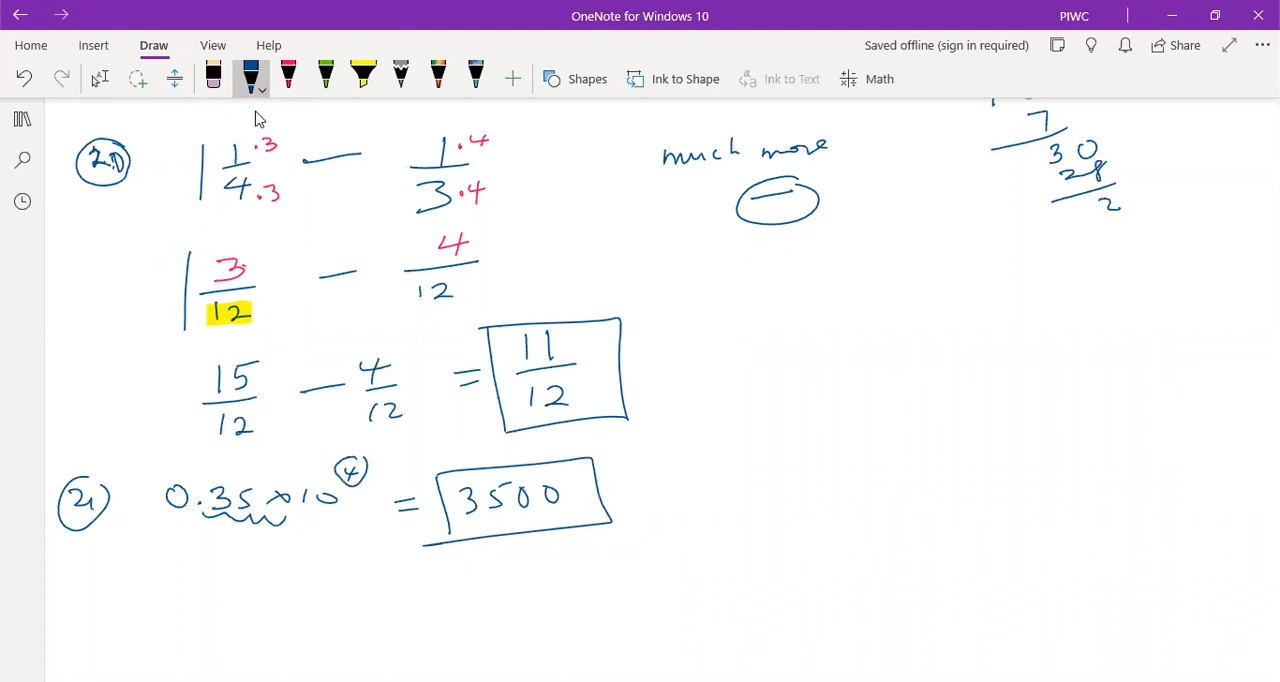 OneNote for Windows 10
PIWC
Home Insert Draw View Help
Saved offline (sign in required)
Share
Shapes
Ink to Shape
Ink to Text
Math
20 1 1/4 ·3 ·3 — 1/3 ·4 ·4
much more
—
7
30
28
2
1 3/12 — 4/12
15/12 — 4/12 = 11/12
21 0.35 × 10^4 = 3500